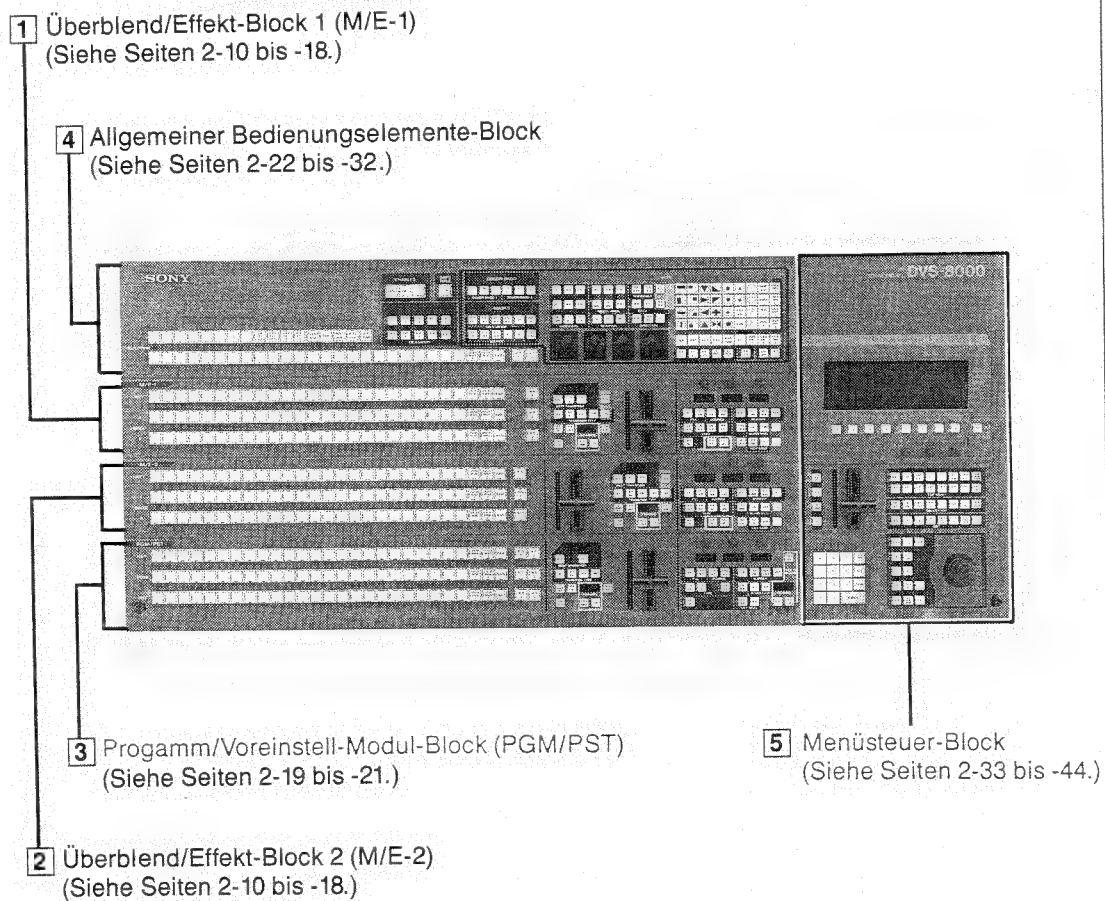 1 Überblend/Effekt-Block 1 (M/E-1)
(Siehe Seiten 2-10 bis -18.)
4 Allgemeiner Bedienungselemente-Block
(Siehe Seiten 2-22 bis -32.)
SONY
DVS-8000
3 Progamm/Voreinstell-Modul-Block (PGM/PST)
(Siehe Seiten 2-19 bis -21.)
5 Menüsteuer-Block
(Siehe Seiten 2-33 bis -44.)
2 Überblend/Effekt-Block 2 (M/E-2)
(Siehe Seiten 2-10 bis -18.)